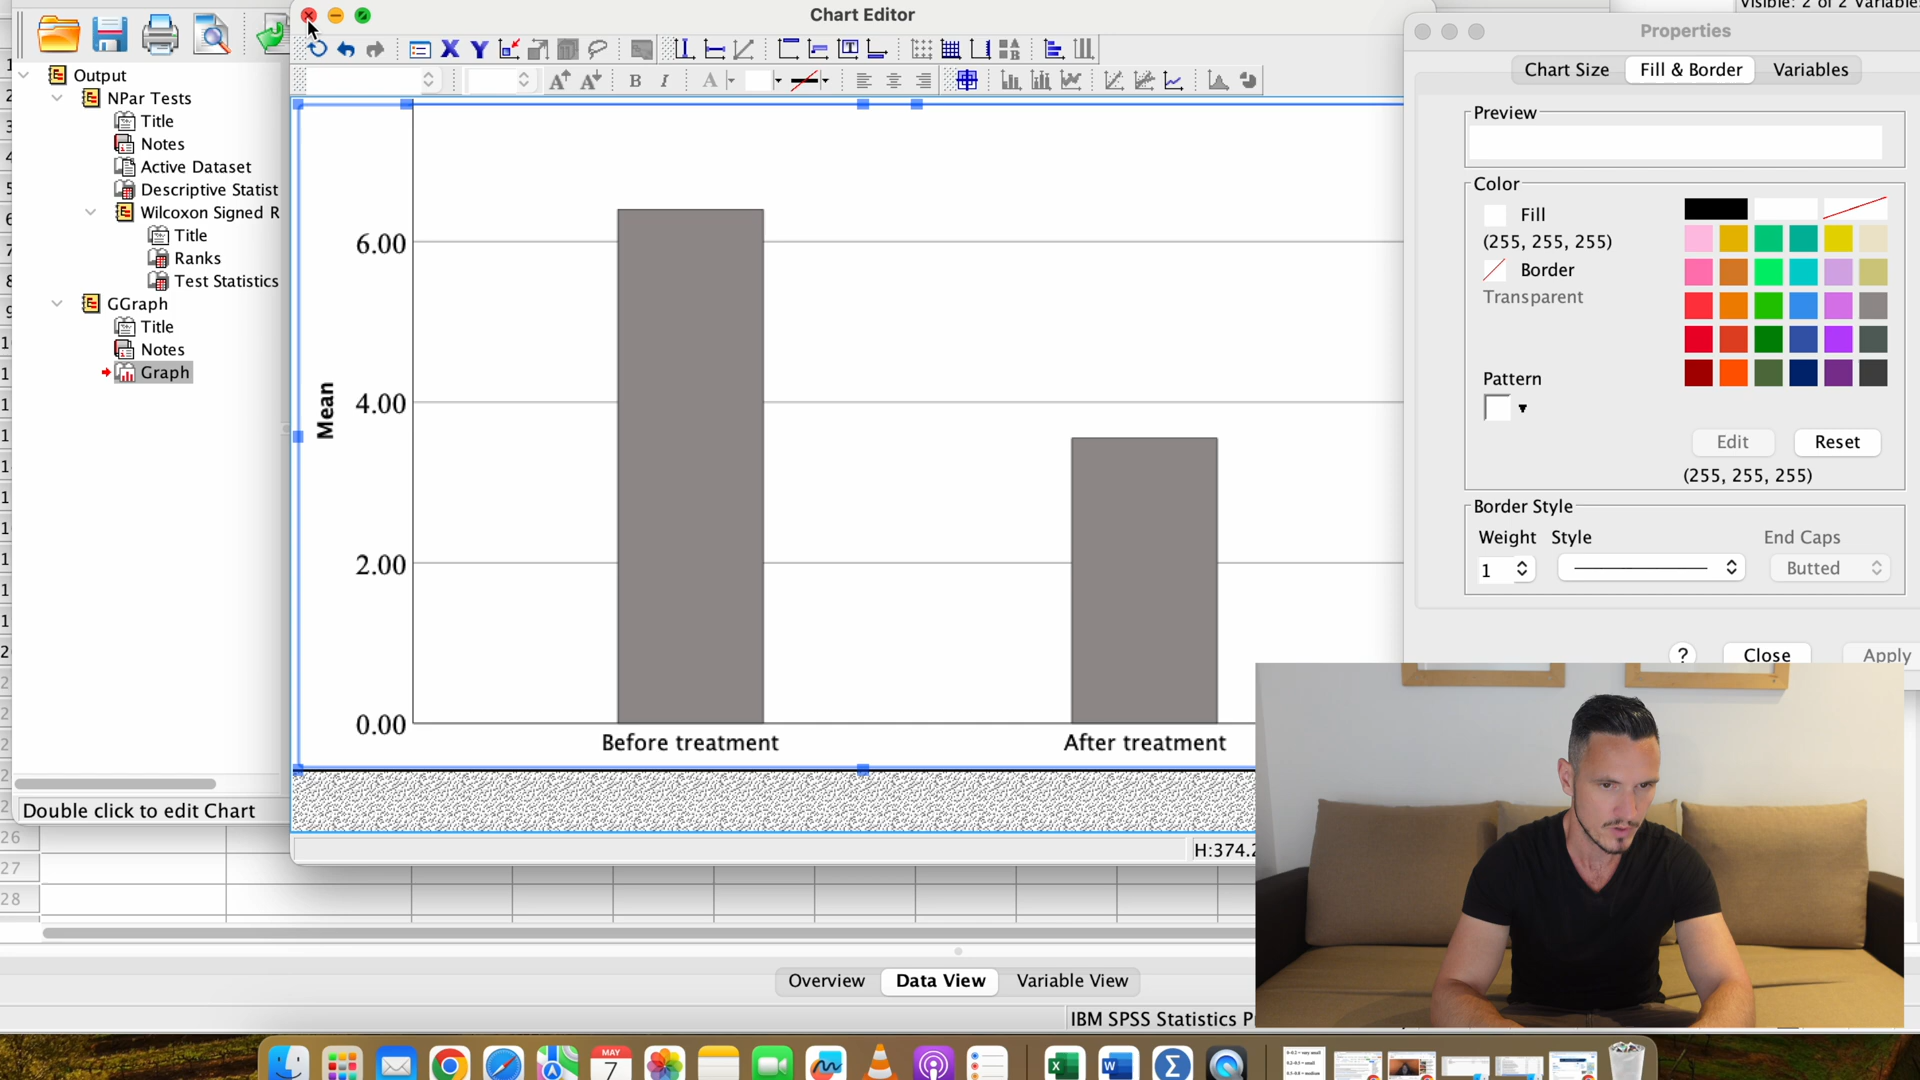 Visible: 2 of 2 Variable
Chart Editor
Properties
Chart Size
Fill & Border
Variables
Output
NPar Tests
Title
Notes
Active Dataset
Descriptive Statist
Wilcoxon Signed R
Title
Ranks
Test Statistics
GGraph
Title
Notes
Graph
Double click to edit Chart
B
I
A
X
Y
Mean
6.00
4.00
2.00
0.00
Before treatment
After treatment
H:374.2
Preview
Color
Fill
(255, 255, 255)
Border
Transparent
Pattern
Edit
Reset
(255, 255, 255)
Border Style
Weight
Style
End Caps
1
Butted
?
Close
Apply
26
27
28
Overview
Data View
Variable View
IBM SPSS Statistics P
MAY
7